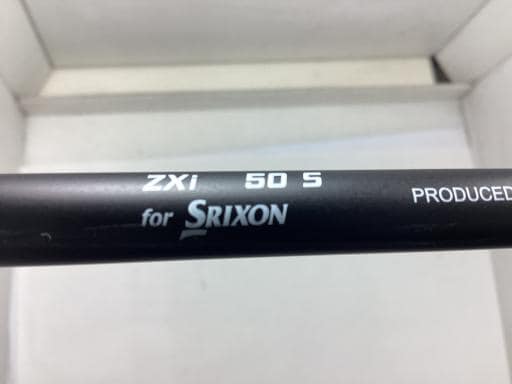 ZXi 50 S
for SRIXON
PRODUCED